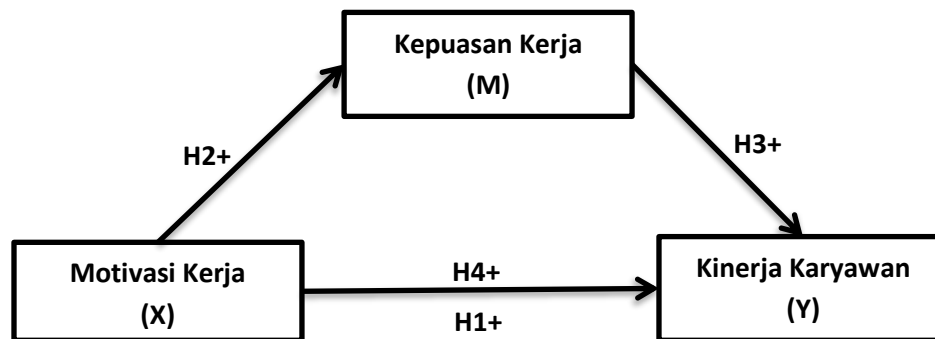 Kepuasan Kerja
(M)
H2+
H3+
Motivasi Kerja
(X)
H4+
H1+
Kinerja Karyawan
(Y)